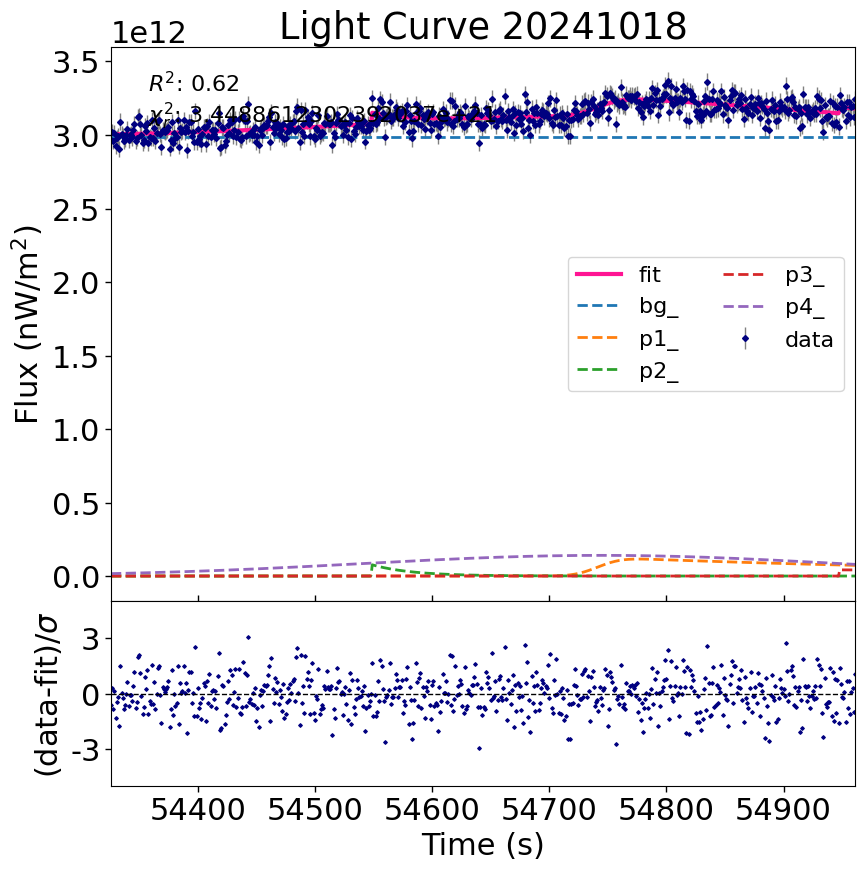 Light Curve 20241018
1e12
R²: 0.62
χ²:
3.5
3.0
2.5
2.0
1.5
1.0
0.5
0.0
Flux (nW/m²)
fit
bg_
p1_
p2_
p3_
p4_
data
3
0
-3
(data-fit)/σ
54400 54500 54600 54700 54800 54900
Time (s)